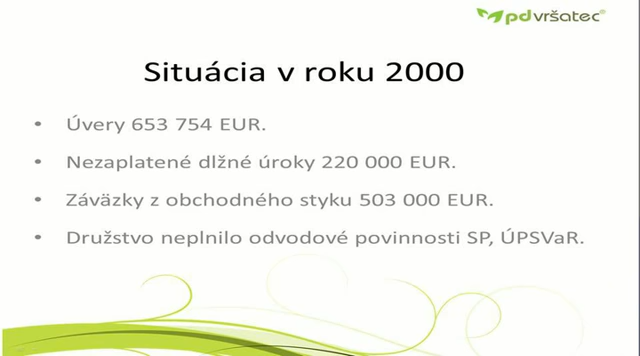 pdvršatec
Situácia v roku 2000
• Úvery 653 754 EUR.
• Nezaplatené dlžné úroky 220 000 EUR.
• Záväzky z obchodného styku 503 000 EUR.
• Družstvo neplnilo odvodové povinnosti SP, ÚPSVaR.